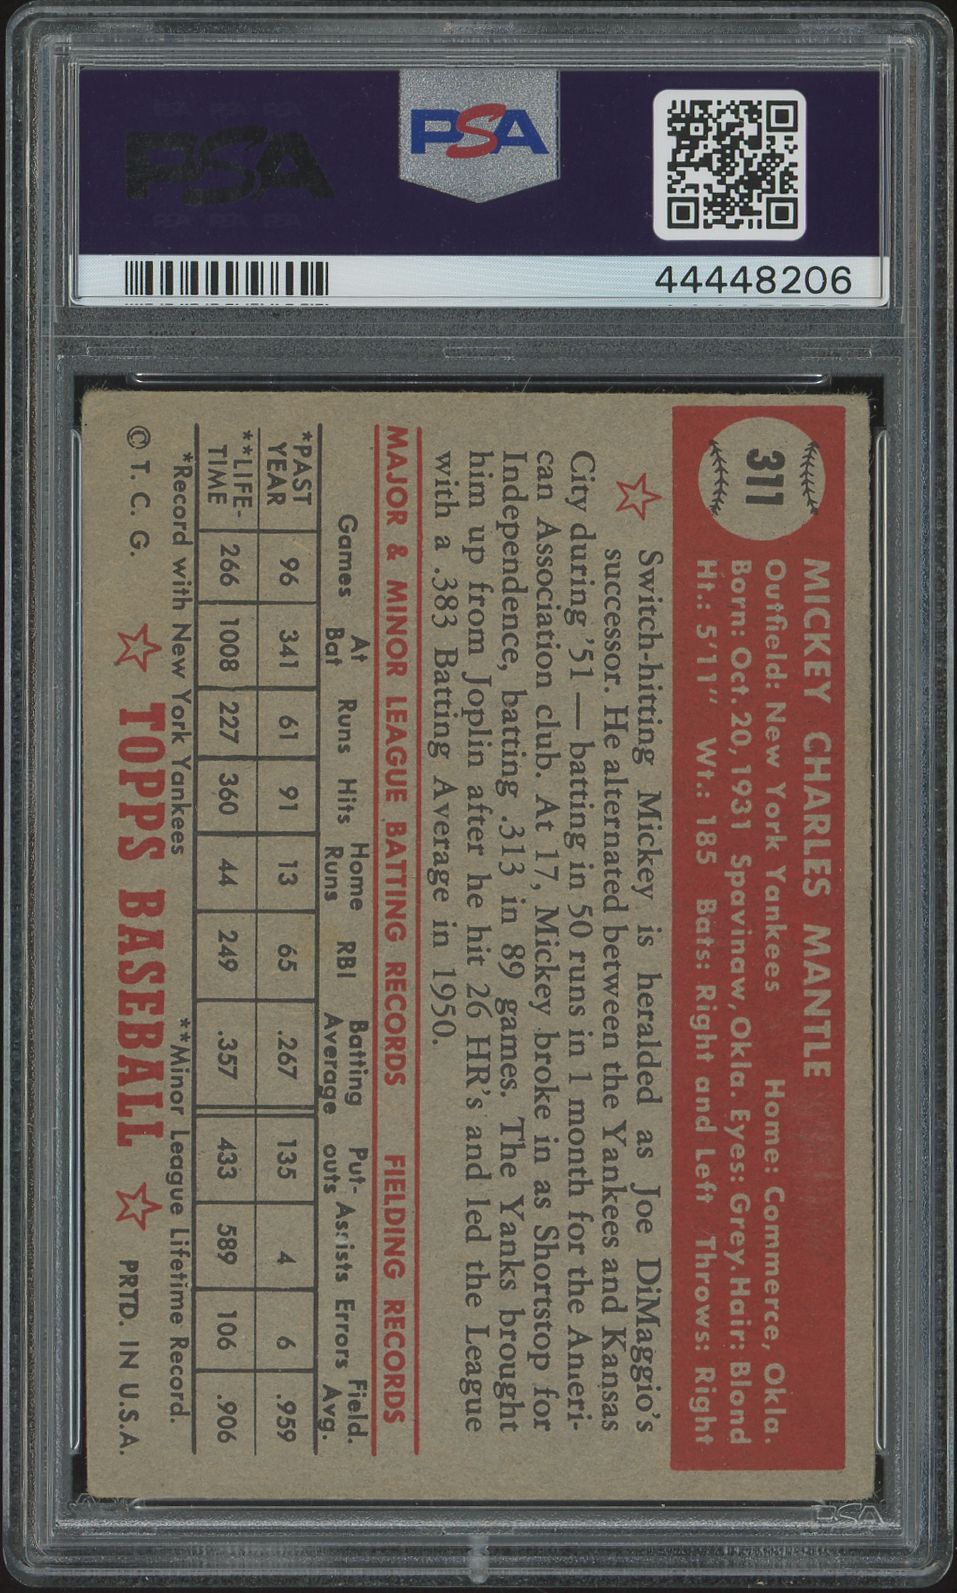 PSA
PSA
44448206
311
MICKEY CHARLES MANTLE
Outfield: New York Yankees Home: Commerce, Okla.
Born: Oct. 20, 1931 Spavinaw, Okla. Eyes: Grey. Hair: Blond
Ht.: 5'11" Wt.: 185 Bats: Right and Left Throws: Right
Switch-hitting Mickey is heralded as Joe DiMaggio's
successor. He alternated between the Yankees and Kansas
City during '51 — batting in 50 runs in 1 month for the Ameri-
can Association club. At 17, Mickey broke in as Shortstop for
Independence, batting .313 in 89 games. The Yanks brought
him up from Joplin after he hit 26 HR's and led the League
with a .383 Batting Average in 1950.
MAJOR & MINOR LEAGUE BATTING RECORDS FIELDING RECORDS
Games At Bat Runs Hits Home Runs RBI Batting Average Put-outs Assists Errors Field. Avg.
*PAST YEAR 96 341 61 91 13 65 .267 135 4 6 .959
**LIFE-TIME 266 1008 227 360 44 249 .357 433 589 106 .906
*Record with New York Yankees **Minor League Lifetime Record.
© T. C. G. TOPPS BASEBALL PRTD. IN U.S.A.
PSA